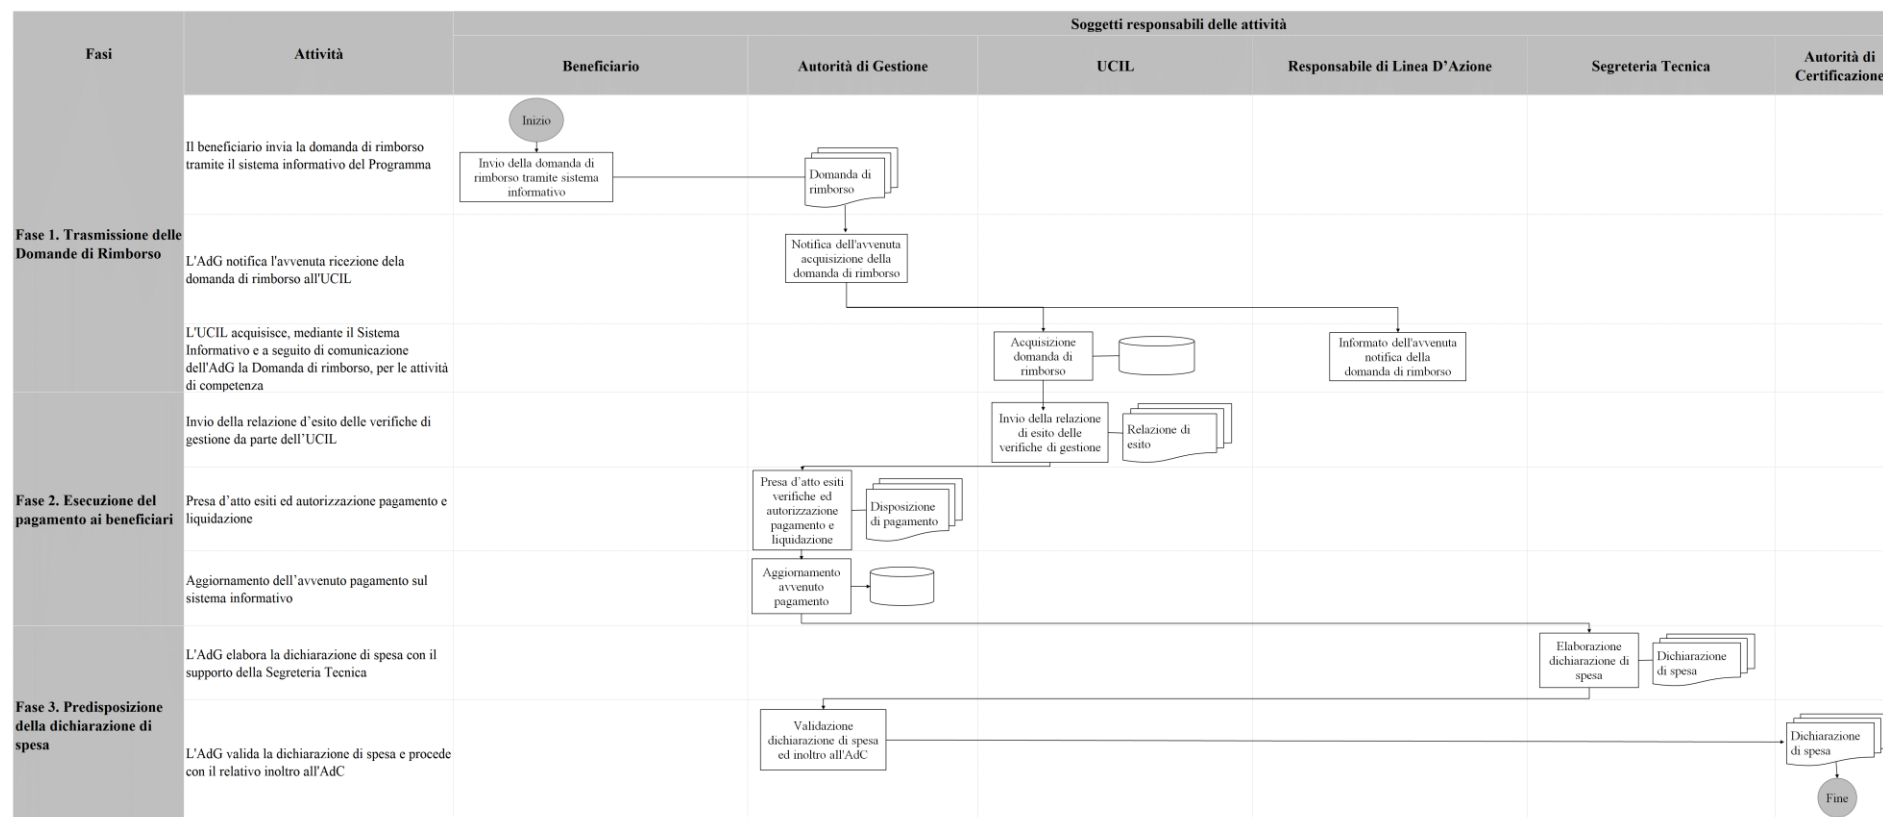 Soggetti responsabili delle attività
Fasi
Attività
Beneficiario
Autorità di Gestione
UCIL
Responsabile di Linea D’Azione
Segreteria Tecnica
Autorità di
Certificazione
Fase 1. Trasmissione delle
Domande di Rimborso
Il beneficiario invia la domanda di rimborso
tramite il sistema informativo del Programma
Inizio
Invio della domanda di
rimborso tramite sistema
informativo
Domanda di
rimborso
L'AdG notifica l'avvenuta ricezione dela
domanda di rimborso all'UCIL
Notifica dell'avvenuta
acquisizione della
domanda di rimborso
L'UCIL acquisisce, mediante il Sistema
Informativo e a seguito di comunicazione
dell'AdG la Domanda di rimborso, per le attività
di competenza
Acquisizione
domanda di
rimborso
Informato dell'avvenuta
notifica della
domanda di rimborso
Fase 2. Esecuzione del
pagamento ai beneficiari
Invio della relazione d’esito delle verifiche di
gestione da parte dell’UCIL
Invio della relazione
di esito delle
verifiche di gestione
Relazione di
esito
Presa d’atto esiti ed autorizzazione pagamento e
liquidazione
Presa d’atto esiti
verifiche ed
autorizzazione
pagamento e
liquidazione
Disposizione
di pagamento
Aggiornamento dell’avvenuto pagamento sul
sistema informativo
Aggiornamento
avvenuto
pagamento
Fase 3. Predisposizione
della dichiarazione di
spesa
L'AdG elabora la dichiarazione di spesa con il
supporto della Segreteria Tecnica
Elaborazione
dichiarazione di
spesa
Dichiarazione
di spesa
L'AdG valida la dichiarazione di spesa e procede
con il relativo inoltro all'AdC
Validazione
dichiarazione di spesa
ed inoltro all'AdC
Dichiarazione
di spesa
Fine